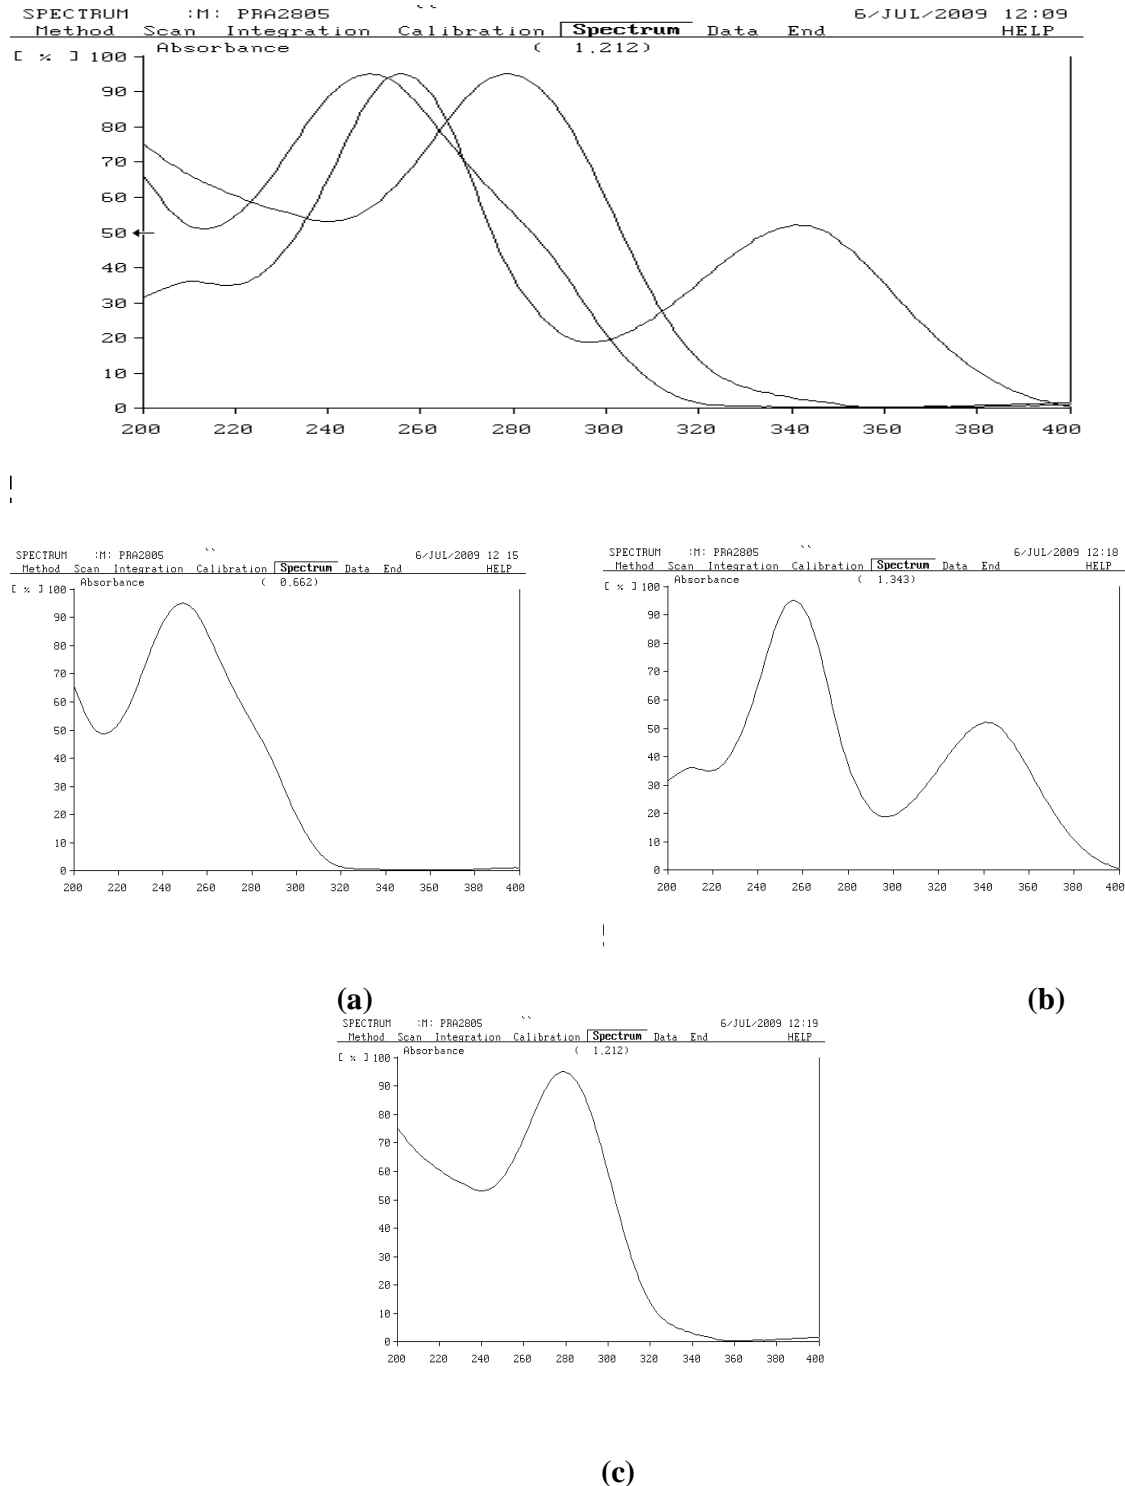 SPECTRUM :M: PRA2805 `` 6/JUL/2009 12:09
Method Scan Integration Calibration Spectrum Data End HELP
Absorbance ( 1.212)
[ % ] 100
90
80
70
60
50
40
30
20
10
0
200 220 240 260 280 300 320 340 360 380 400
SPECTRUM :M: PRA2805 `` 6/JUL/2009 12 15
Method Scan Integration Calibration Spectrum Data End HELP
Absorbance ( 0.662)
[ % ] 100
90
80
70
60
50
40
30
20
10
0
200 220 240 260 280 300 320 340 360 380 400
(a)
SPECTRUM :M: PRA2805 `` 6/JUL/2009 12:18
Method Scan Integration Calibration Spectrum Data End HELP
Absorbance ( 1.343)
[ % ] 100
90
80
70
60
50
40
30
20
10
0
200 220 240 260 280 300 320 340 360 380 400
(b)
SPECTRUM :M: PRA2805 `` 6/JUL/2009 12:19
Method Scan Integration Calibration Spectrum Data End HELP
Absorbance ( 1.212)
[ % ] 100
90
80
70
60
50
40
30
20
10
0
200 220 240 260 280 300 320 340 360 380 400
(c)